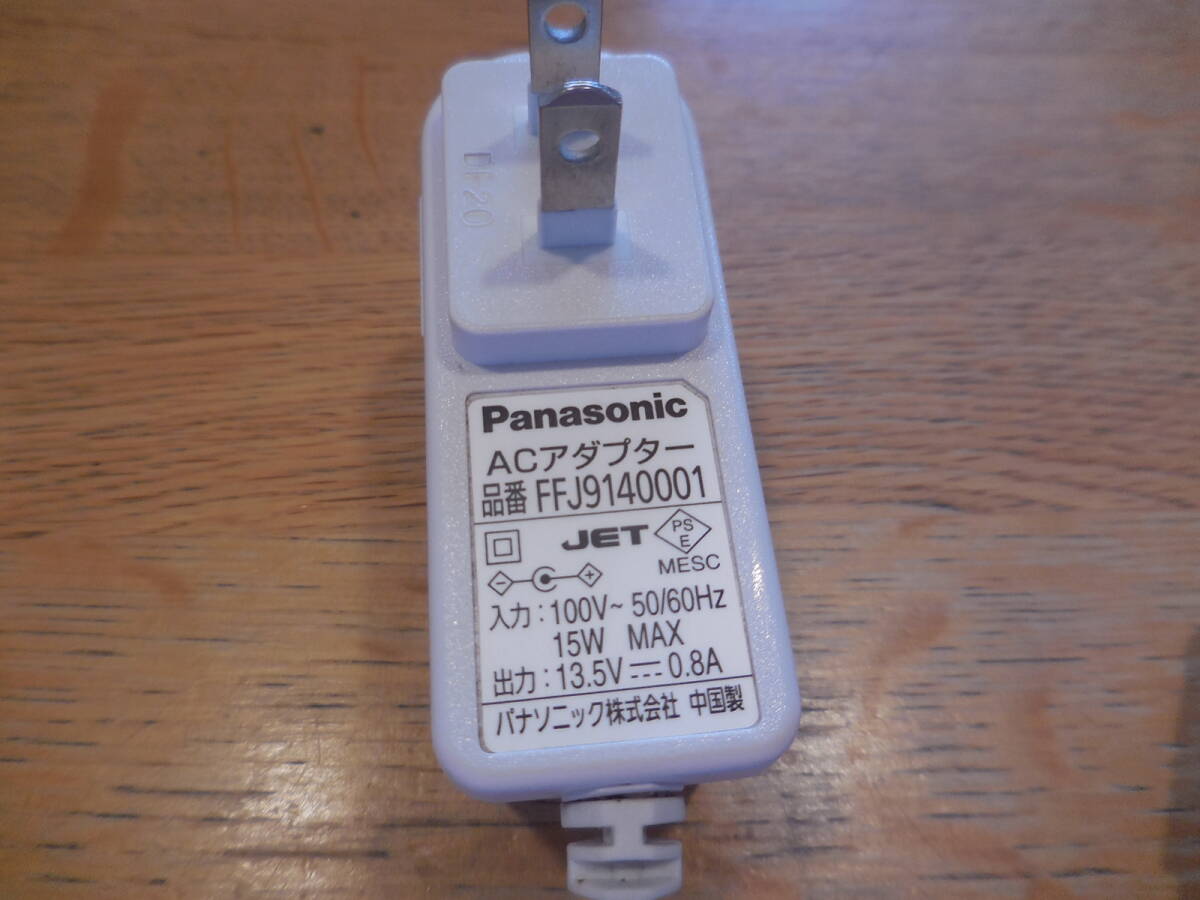 DF20
Panasonic
ACアダプター
品番 FFJ9140001
JET PS E
MESC
入力 : 100V~ 50/60Hz
15W MAX
出力 : 13.5V⎓0.8A
パナソニック株式会社 中国製